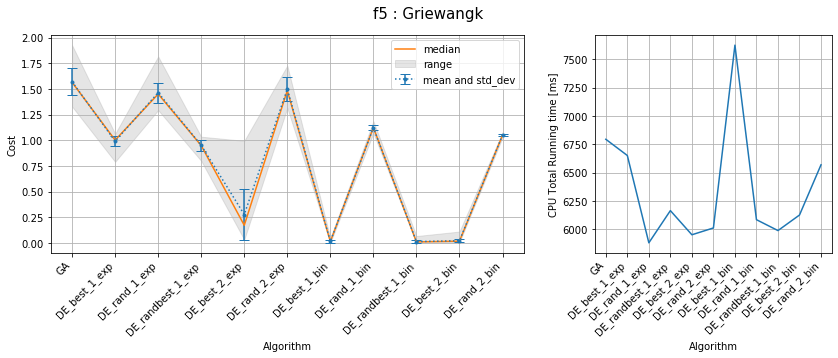 f5 : Griewangk
2.00
1.75
1.50
1.25
1.00
0.75
0.50
0.25
0.00
Cost
median
range
mean and std_dev
GA
DE_best_1_exp
DE_rand_1_exp
DE_randbest_1_exp
DE_best_2_exp
DE_rand_2_exp
DE_best_1_bin
DE_rand_1_bin
DE_randbest_1_bin
DE_best_2_bin
DE_rand_2_bin
Algorithm
7500
7250
7000
6750
6500
6250
6000
CPU Total Running time [ms]
GA
DE_best_1_exp
DE_rand_1_exp
DE_randbest_1_exp
DE_best_2_exp
DE_rand_2_exp
DE_best_1_bin
DE_rand_1_bin
DE_randbest_1_bin
DE_best_2_bin
DE_rand_2_bin
Algorithm